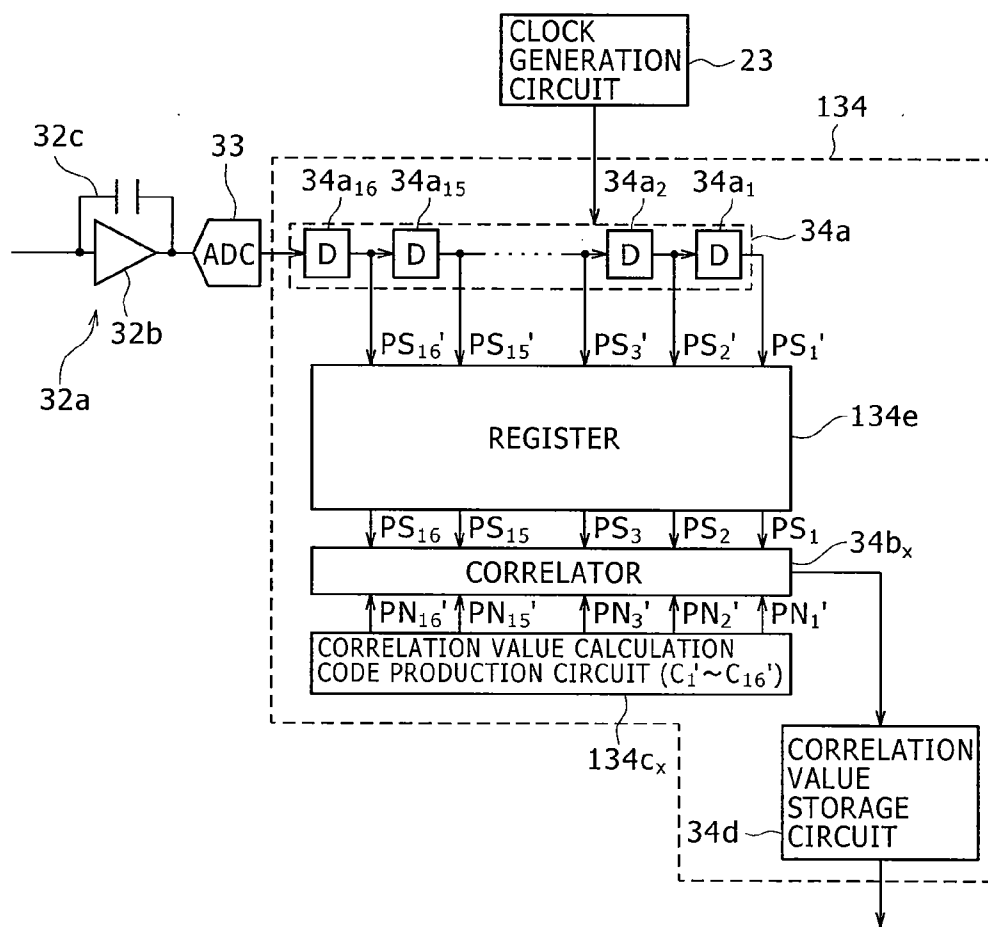 CLOCK
GENERATION
CIRCUIT
23
134
32c
33
34a16
34a15
34a2
34a1
34a
ADC
D
D
D
D
32b
32a
PS16'
PS15'
PS3'
PS2'
PS1'
REGISTER
134e
PS16
PS15
PS3
PS2
PS1
34bx
CORRELATOR
PN16'
PN15'
PN3'
PN2'
PN1'
CORRELATION VALUE CALCULATION
CODE PRODUCTION CIRCUIT (C1'~C16')
134cx
CORRELATION
VALUE
STORAGE
CIRCUIT
34d